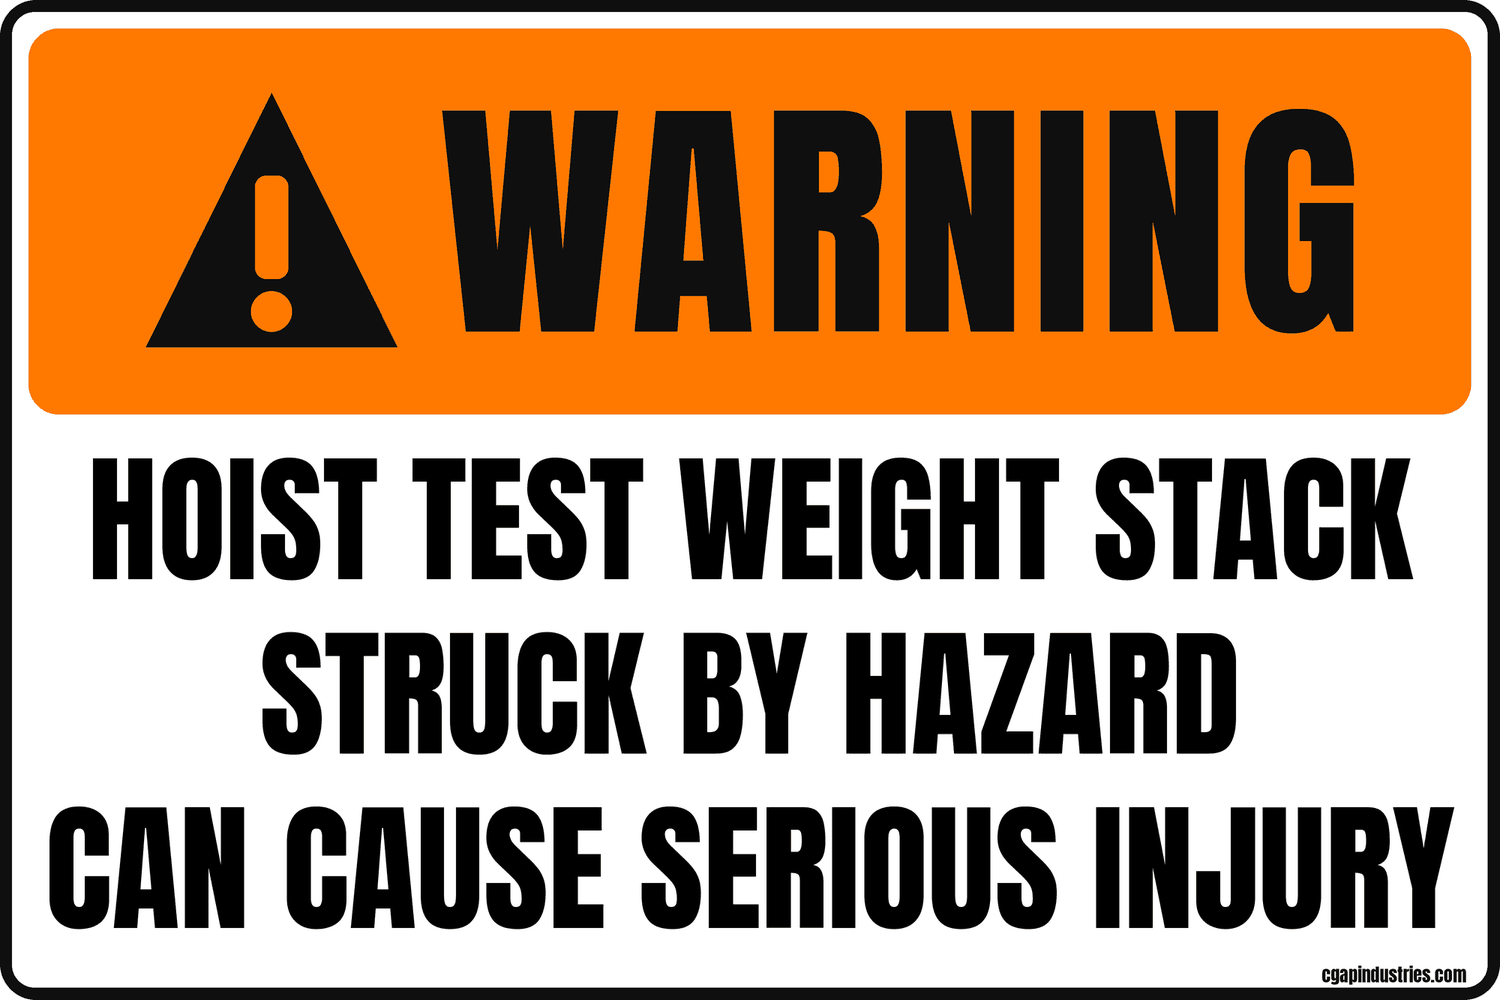 WARNING
HOIST TEST WEIGHT STACK
STRUCK BY HAZARD
CAN CAUSE SERIOUS INJURY
cgapindustries.com